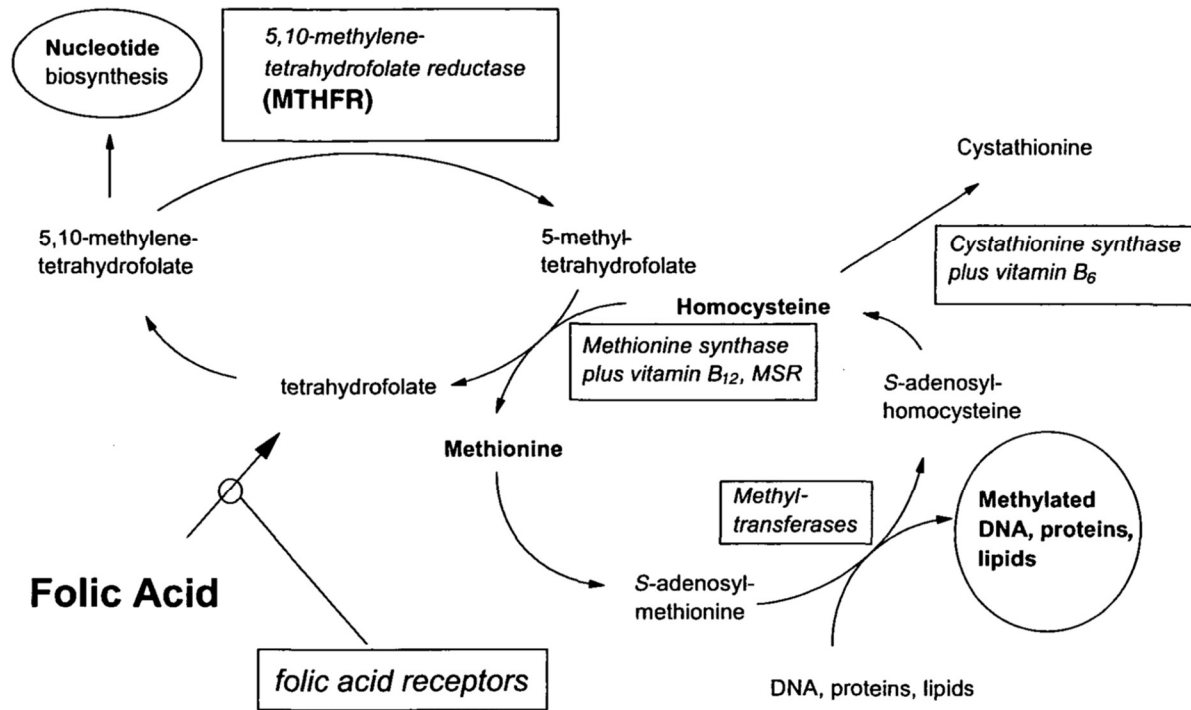 Nucleotide
biosynthesis
5,10-methylene-
tetrahydrofolate reductase
(MTHFR)
Cystathionine
5,10-methylene-
tetrahydrofolate
5-methyl-
tetrahydrofolate
Cystathionine synthase
plus vitamin B₆
Homocysteine
Methionine synthase
plus vitamin B₁₂, MSR
tetrahydrofolate
S-adenosyl-
homocysteine
Methionine
Methyl-
transferases
Methylated
DNA, proteins,
lipids
Folic Acid
S-adenosyl-
methionine
folic acid receptors
DNA, proteins, lipids